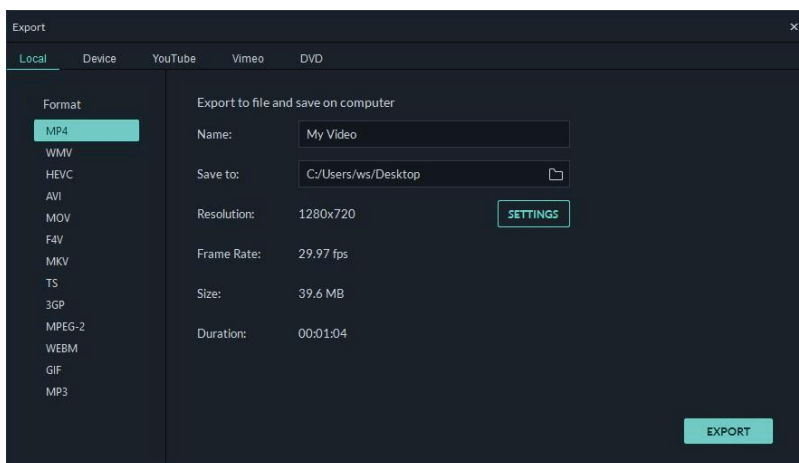 Export ×
Local Device YouTube Vimeo DVD
Format
MP4
WMV
HEVC
AVI
MOV
F4V
MKV
TS
3GP
MPEG-2
WEBM
GIF
MP3
Export to file and save on computer
Name: My Video
Save to: C:/Users/ws/Desktop
Resolution: 1280x720 SETTINGS
Frame Rate: 29.97 fps
Size: 39.6 MB
Duration: 00:01:04
EXPORT